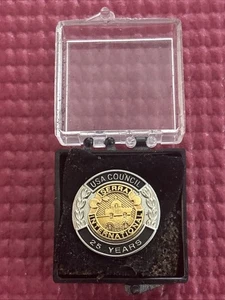 USA COUNCIL
SERRA
INTERNATIONAL
25 YEARS